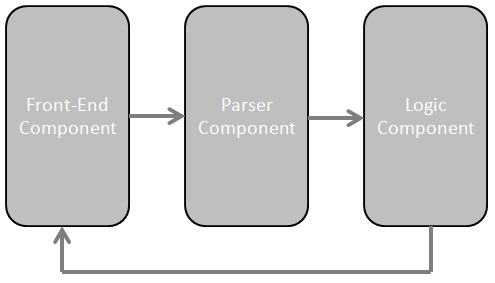 Front-End
Component
Parser
Component
Logic
Component